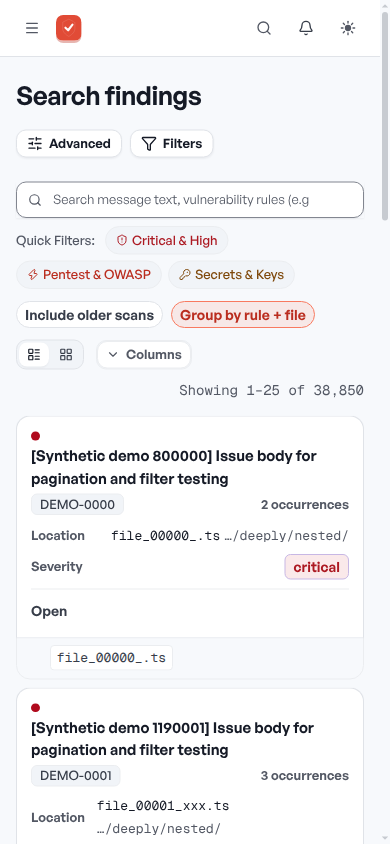 Search findings
Advanced
Filters
Search message text, vulnerability rules (e.g
Quick Filters:
Critical & High
Pentest & OWASP
Secrets & Keys
Include older scans
Group by rule + file
Columns
Showing 1–25 of 38,850
[Synthetic demo 800000] Issue body for
pagination and filter testing
DEMO-0000
2 occurrences
Location
file_00000_.ts …/deeply/nested/
Severity
critical
Open
file_00000_.ts
[Synthetic demo 1190001] Issue body for
pagination and filter testing
DEMO-0001
3 occurrences
Location
file_00001_xxx.ts
…/deeply/nested/